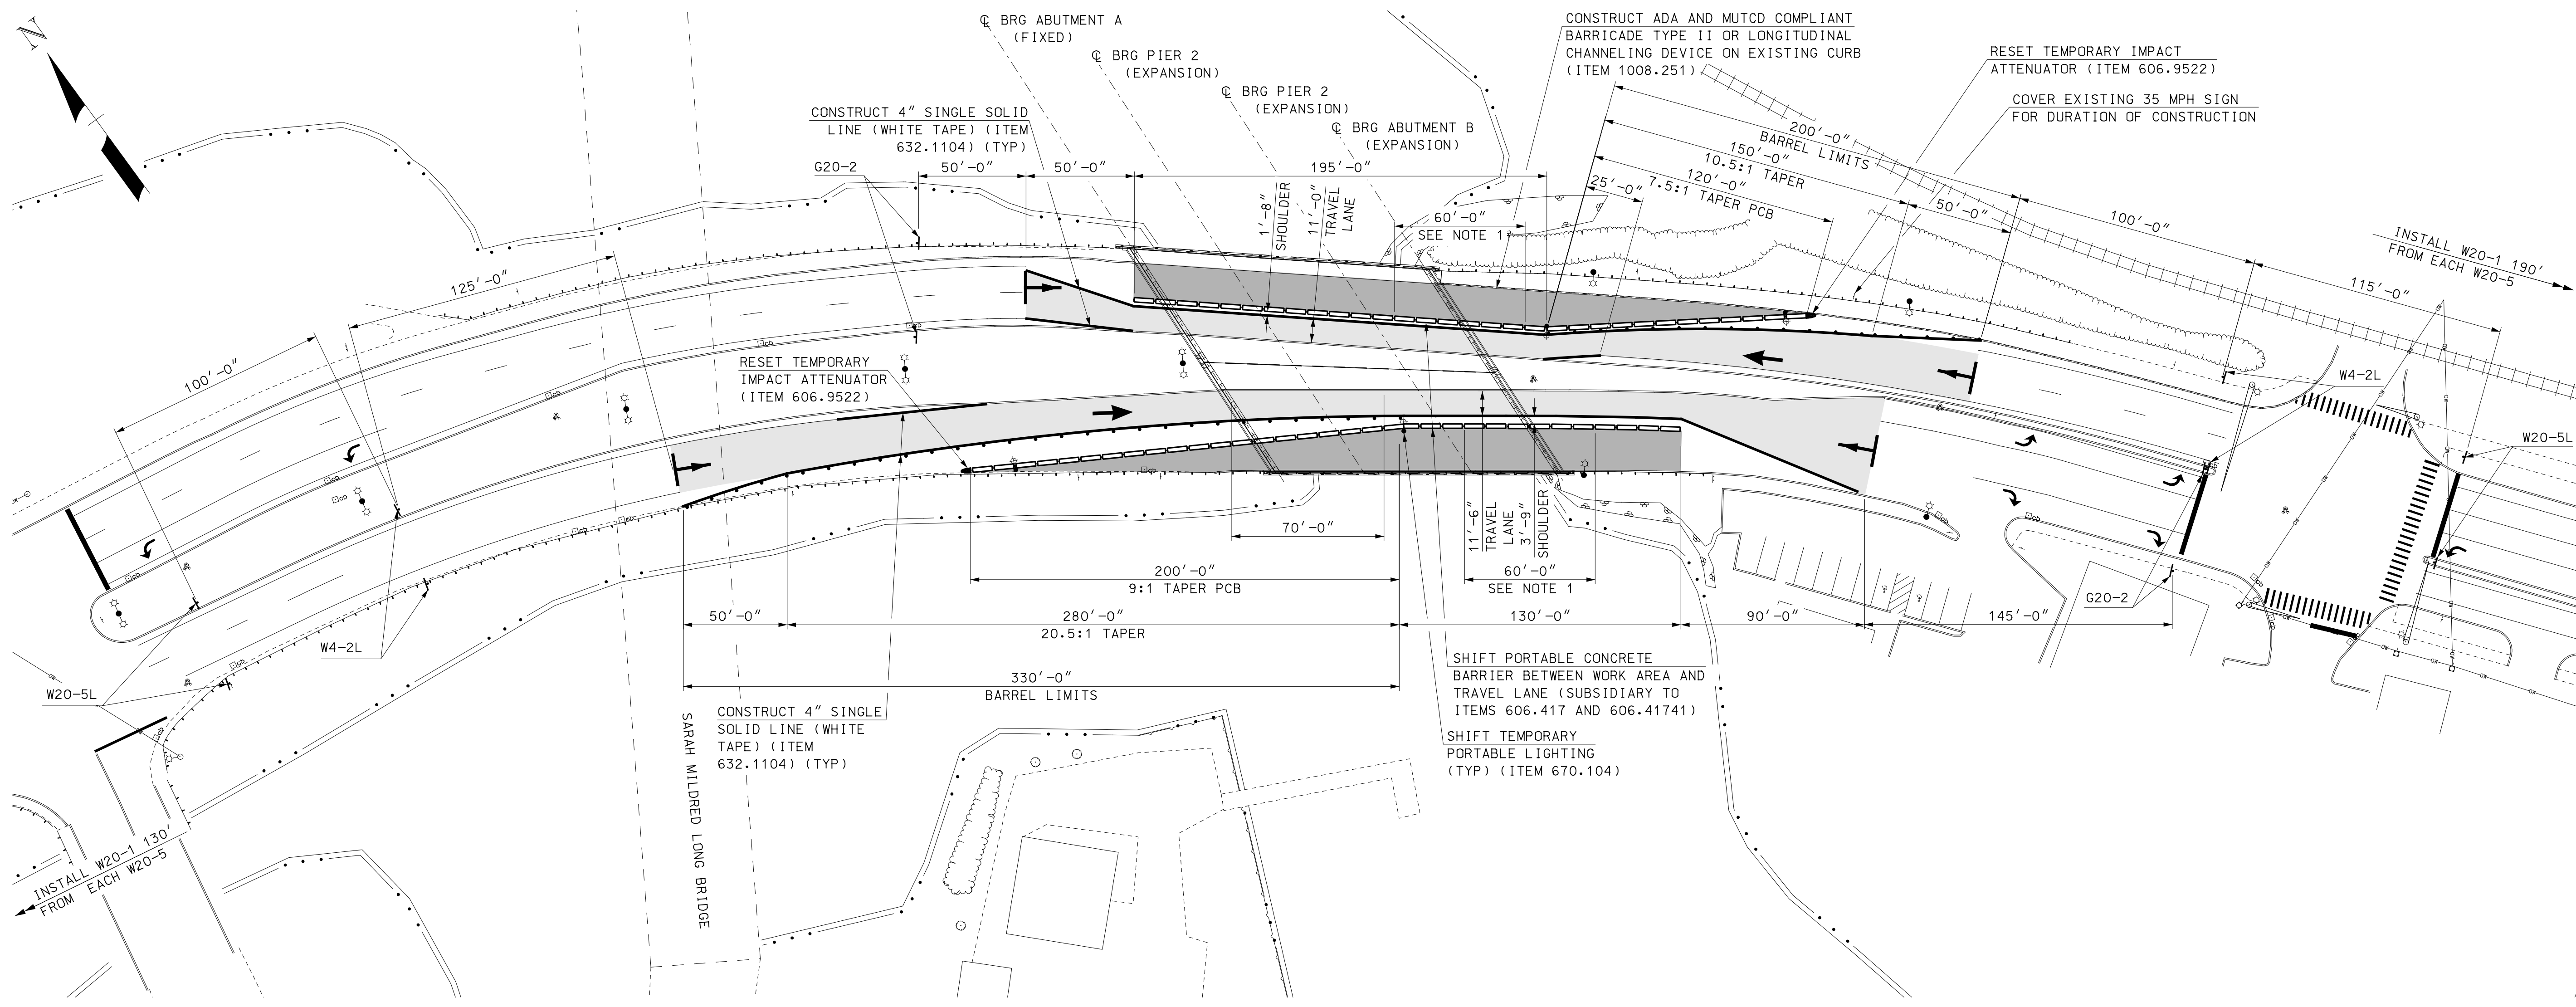 N
℄ BRG ABUTMENT A
(FIXED)
℄ BRG PIER 2
(EXPANSION)
℄ BRG PIER 2
(EXPANSION)
℄ BRG ABUTMENT B
(EXPANSION)
CONSTRUCT ADA AND MUTCD COMPLIANT
BARRICADE TYPE II OR LONGITUDINAL
CHANNELING DEVICE ON EXISTING CURB
(ITEM 1008.251)
RESET TEMPORARY IMPACT
ATTENUATOR (ITEM 606.9522)
COVER EXISTING 35 MPH SIGN
FOR DURATION OF CONSTRUCTION
CONSTRUCT 4" SINGLE SOLID
LINE (WHITE TAPE) (ITEM
632.1104) (TYP)
G20-2
50'-0"
50'-0"
195'-0"
1'-8"
SHOULDER
11'-0"
TRAVEL
LANE
60'-0"
SEE NOTE 1
200'-0"
BARREL LIMITS
150'-0"
10.5:1 TAPER
120'-0"
7.5:1 TAPER PCB
25'-0"
50'-0"
100'-0"
115'-0"
INSTALL W20-1 190'
FROM EACH W20-5
125'-0"
100'-0"
RESET TEMPORARY
IMPACT ATTENUATOR
(ITEM 606.9522)
W4-2L
W20-5L
70'-0"
11'-6"
TRAVEL
LANE
3'-9"
SHOULDER
200'-0"
9:1 TAPER PCB
60'-0"
SEE NOTE 1
G20-2
50'-0"
280'-0"
20.5:1 TAPER
130'-0"
90'-0"
145'-0"
W4-2L
W20-5L
330'-0"
BARREL LIMITS
SHIFT PORTABLE CONCRETE
BARRIER BETWEEN WORK AREA AND
TRAVEL LANE (SUBSIDIARY TO
ITEMS 606.417 AND 606.41741)
CONSTRUCT 4" SINGLE
SOLID LINE (WHITE
TAPE) (ITEM
632.1104) (TYP)
SHIFT TEMPORARY
PORTABLE LIGHTING
(TYP) (ITEM 670.104)
SARAH MILDRED LONG BRIDGE
INSTALL W20-1 130'
FROM EACH W20-5